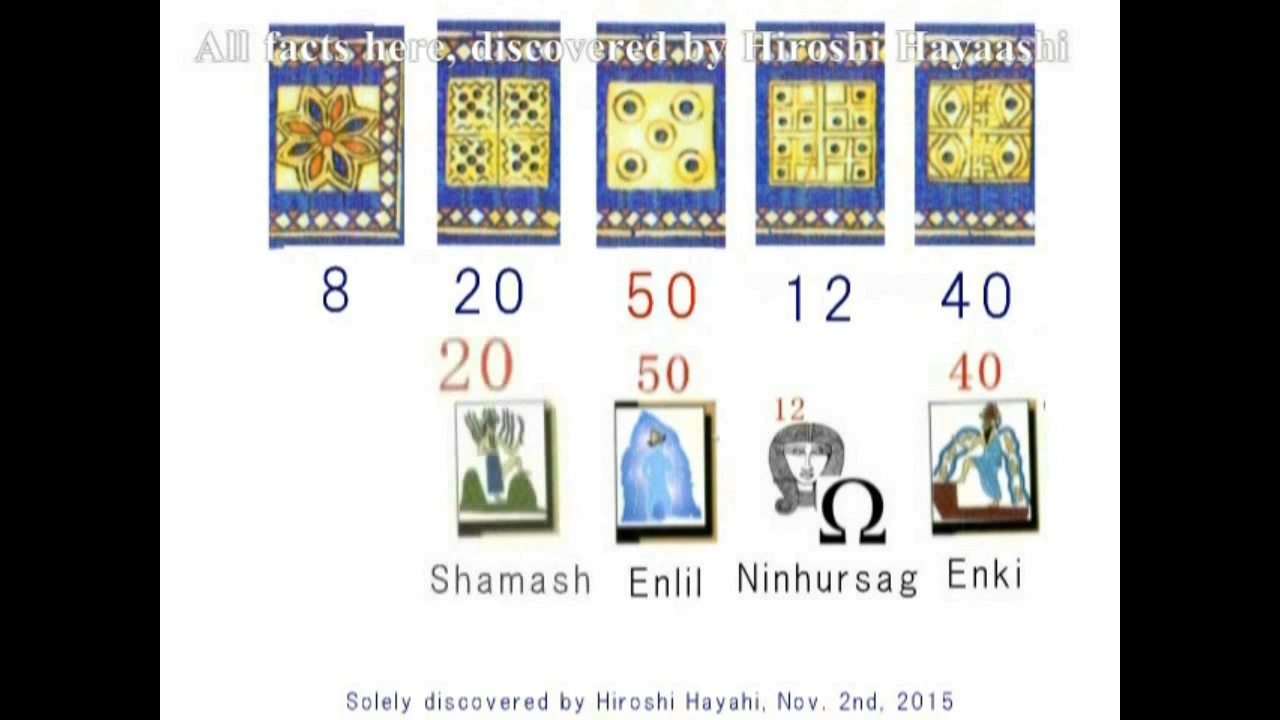 All facts here, discovered by Hiroshi Hayaashi
8 20 50 12 40
20 50 12 40
Ω
Shamash Enlil Ninhursag Enki
Solely discovered by Hiroshi Hayahi, Nov. 2nd, 2015